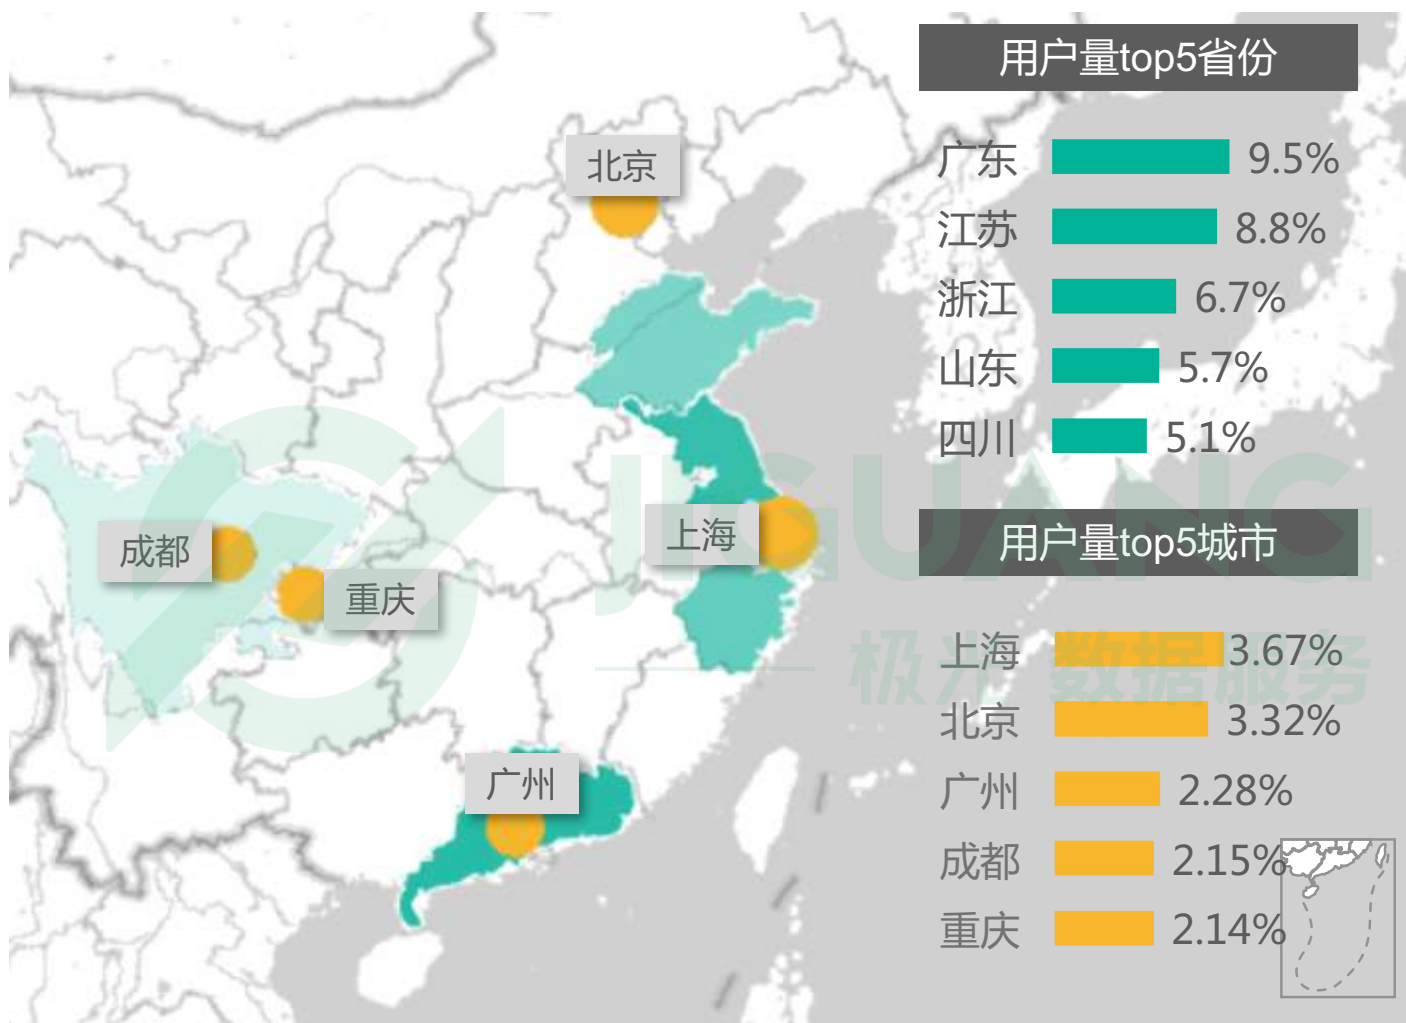 用户量top5省份
广东 9.5%
江苏 8.8%
浙江 6.7%
山东 5.7%
四川 5.1%
用户量top5城市
上海 3.67%
北京 3.32%
广州 2.28%
成都 2.15%
重庆 2.14%
北京
上海
成都
重庆
广州
JIGUANG
极光 数据服务